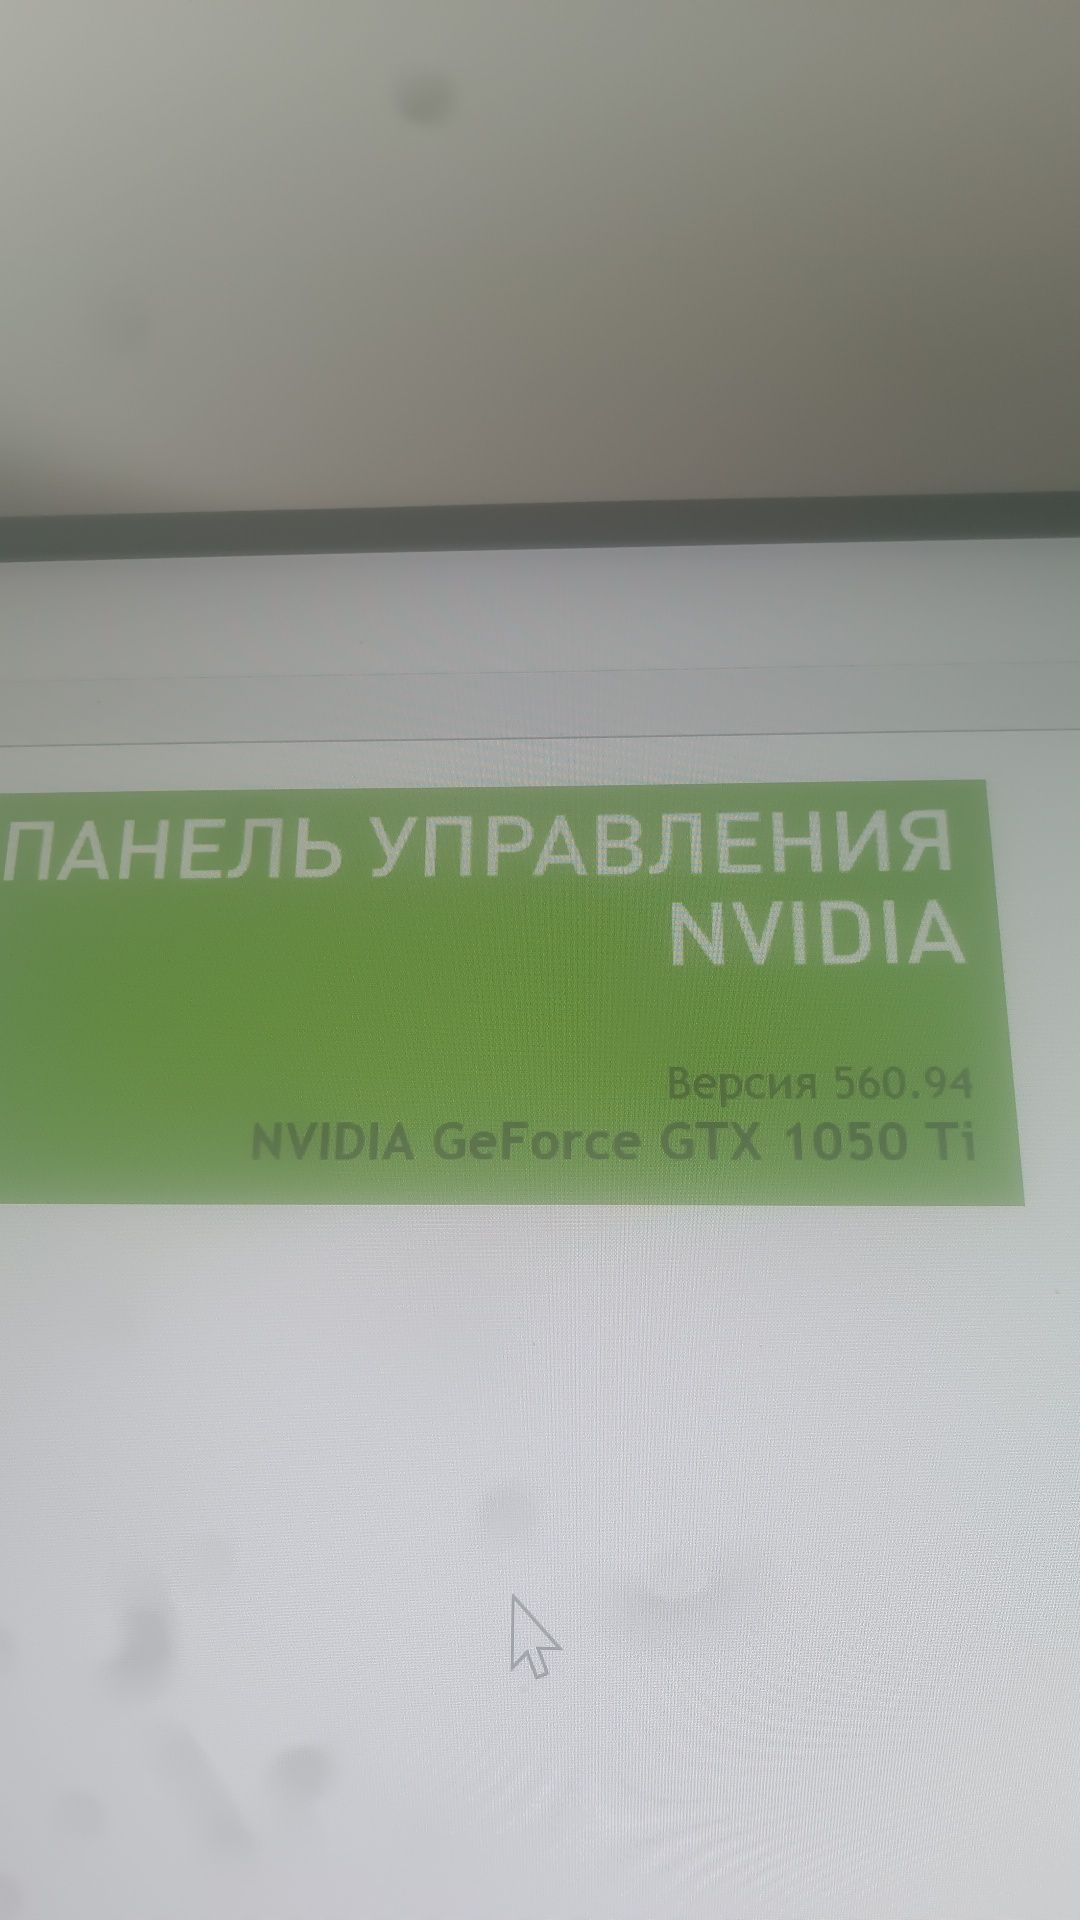 ПАНЕЛЬ УПРАВЛЕНИЯ
NVIDIA
Версия 560.94
NVIDIA GeForce GTX 1050 Ti